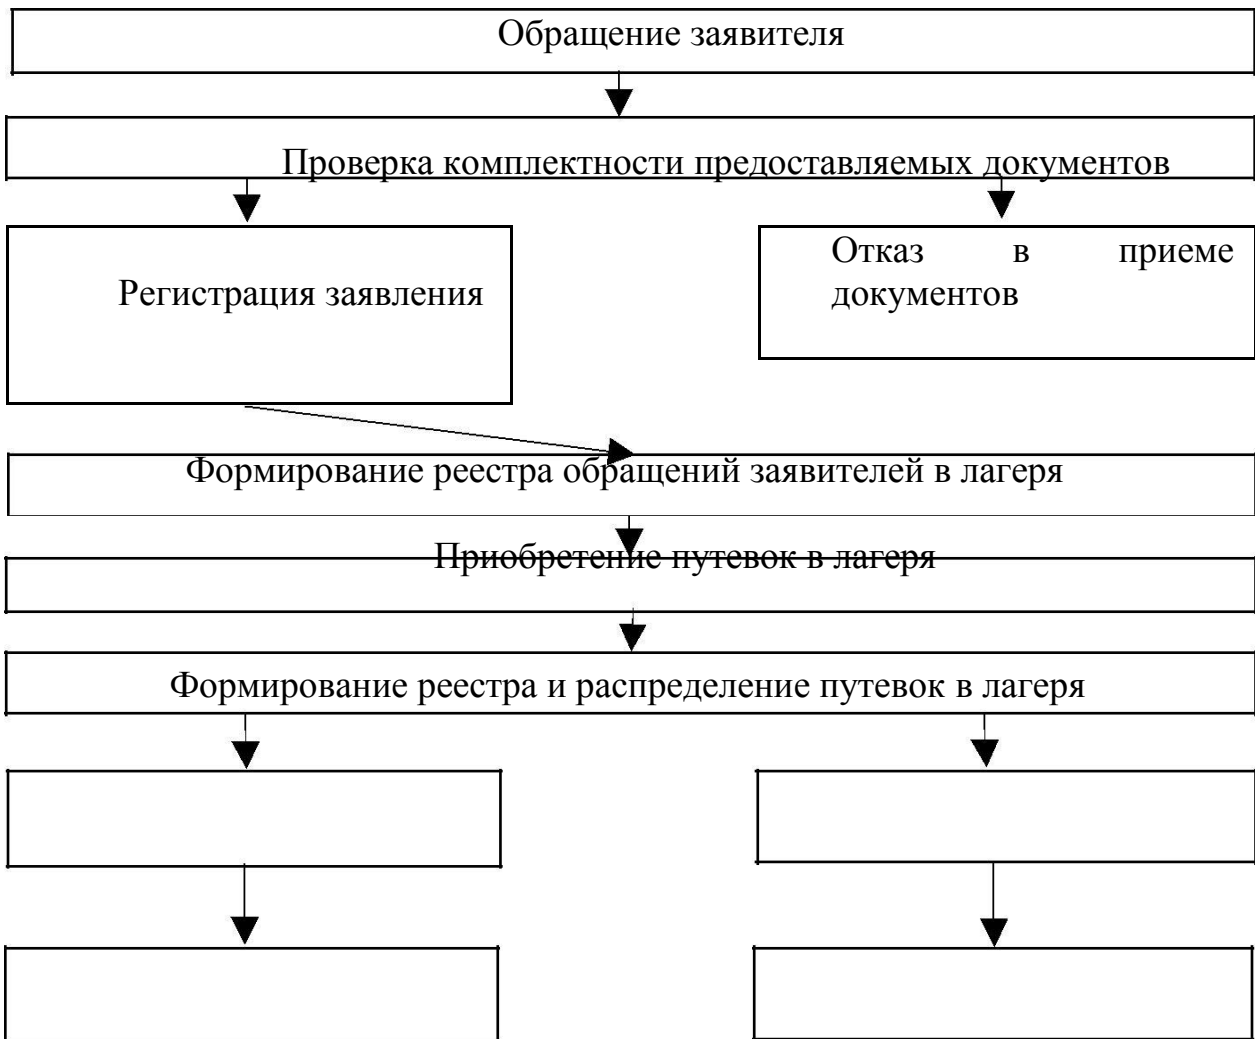 Обращение заявителя
Проверка комплектности предоставляемых документов
Регистрация заявления
Отказ в приеме
документов
Формирование реестра обращений заявителей в лагеря
Приобретение путевок в лагеря
Формирование реестра и распределение путевок в лагеря